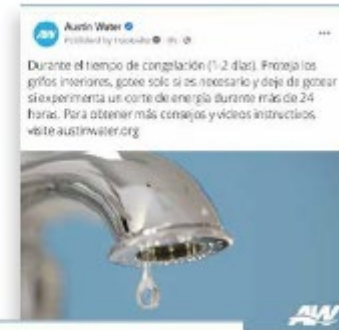 Austin Water
Published by
Durante el tiempo de congelación (1-2 días). Proteja los
grifos interiores, gotee solo si es necesario y deje de gotear
si experimenta un corte de energía durante más de 24
horas. Para obtener más consejos y videos instructivos,
visite austinwater.org
AW